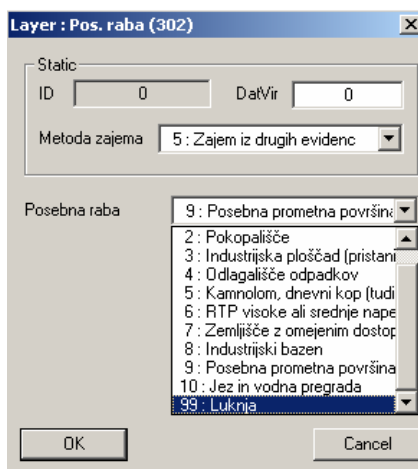 Layer : Pos. raba (302)
Static
ID 0 DatVir 0
Metoda zajema 5 : Zajem iz drugih evidenc
Posebna raba 9 : Posebna prometna površina
2 : Pokopališče
3 : Industrijska ploščad (pristani
4 : Odlagališče odpadkov
5 : Kamnolom, dnevni kop (tudi
6 : RTP visoke ali srednje nape
7 : Zemljišče z omejenim dostop
8 : Industrijski bazen
9 : Posebna prometna površina
10 : Jez in vodna pregrada
99 : Luknja
OK Cancel